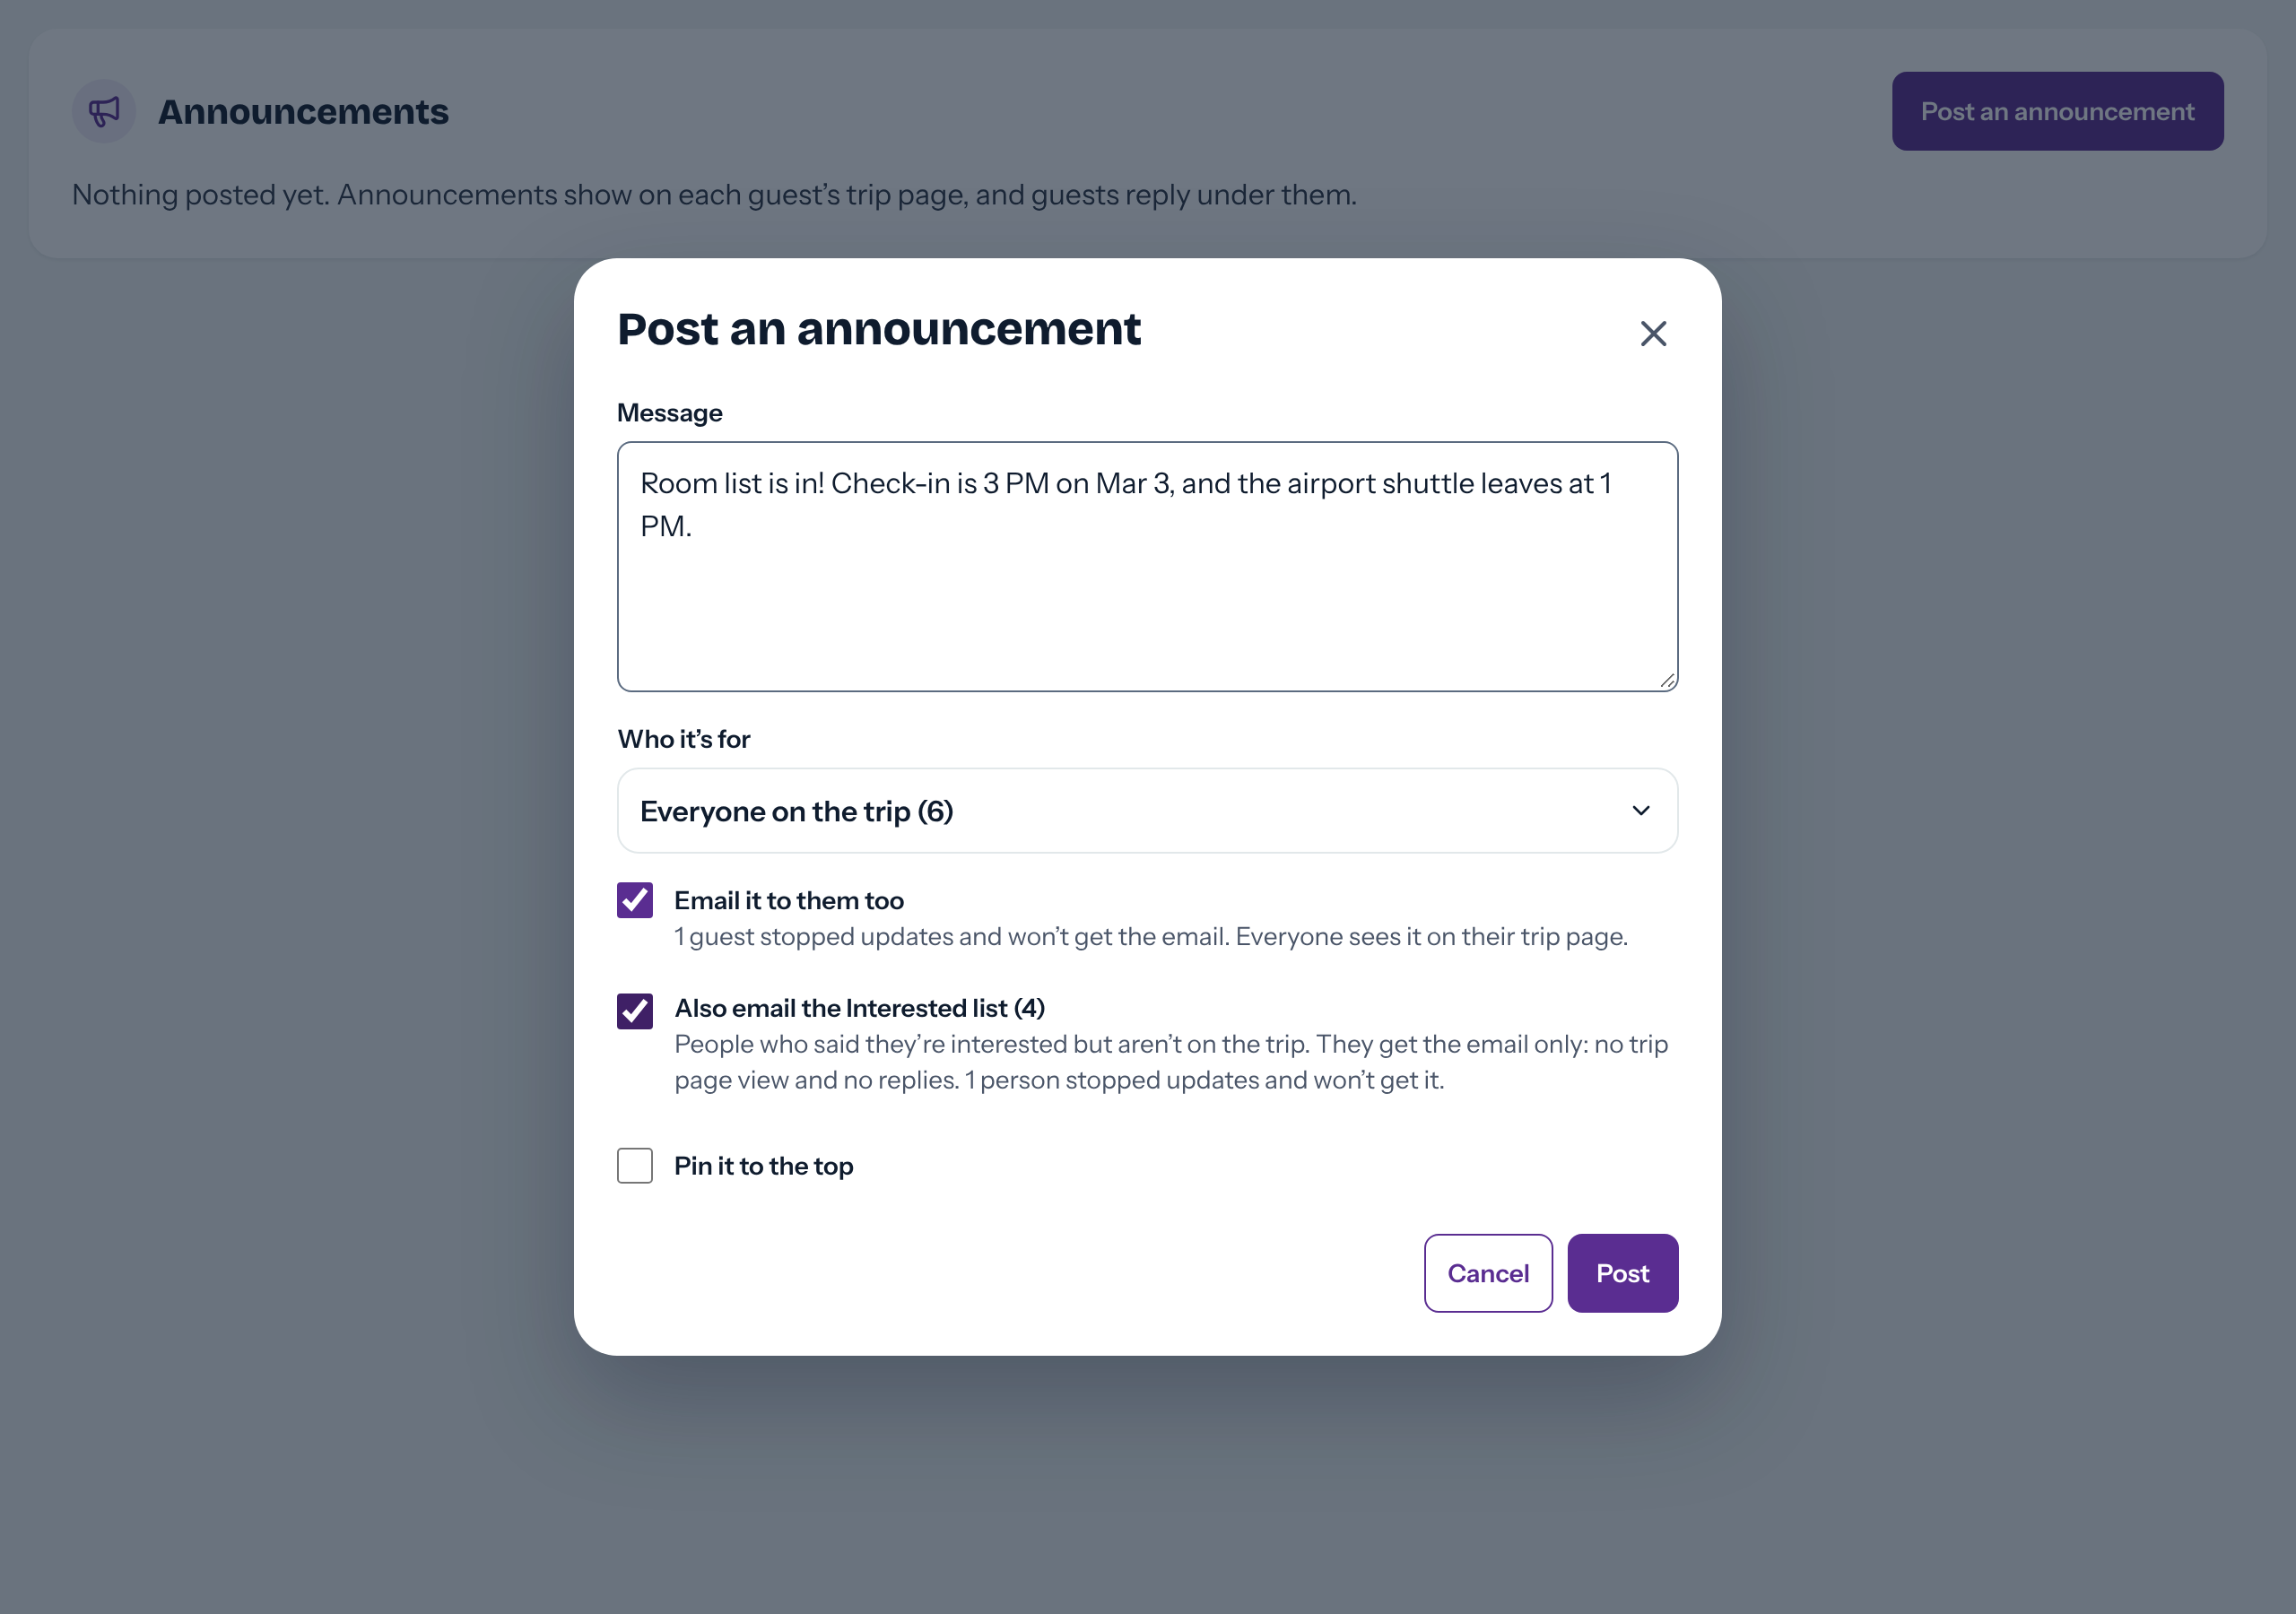 Announcements
Post an announcement
Nothing posted yet. Announcements show on each guest’s trip page, and guests reply under them.
Post an announcement
Message
Room list is in! Check-in is 3 PM on Mar 3, and the airport shuttle leaves at 1
PM.
Who it’s for
Everyone on the trip (6)
Email it to them too
1 guest stopped updates and won’t get the email. Everyone sees it on their trip page.
Also email the Interested list (4)
People who said they’re interested but aren’t on the trip. They get the email only: no trip
page view and no replies. 1 person stopped updates and won’t get it.
Pin it to the top
Cancel
Post